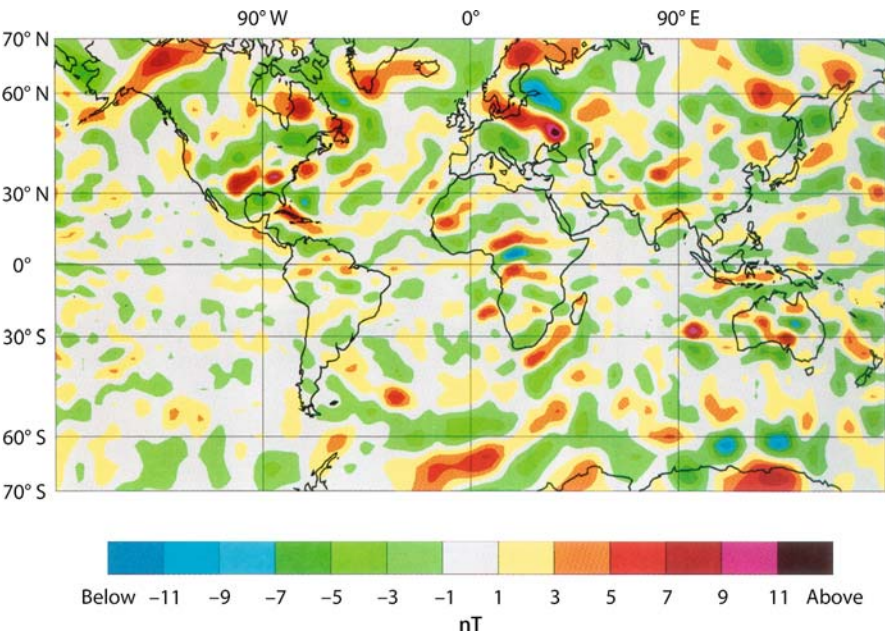 90° W 0° 90° E
70° N
60° N
30° N
0°
30° S
60° S
70° S
Below –11 –9 –7 –5 –3 –1 1 3 5 7 9 11 Above
nT